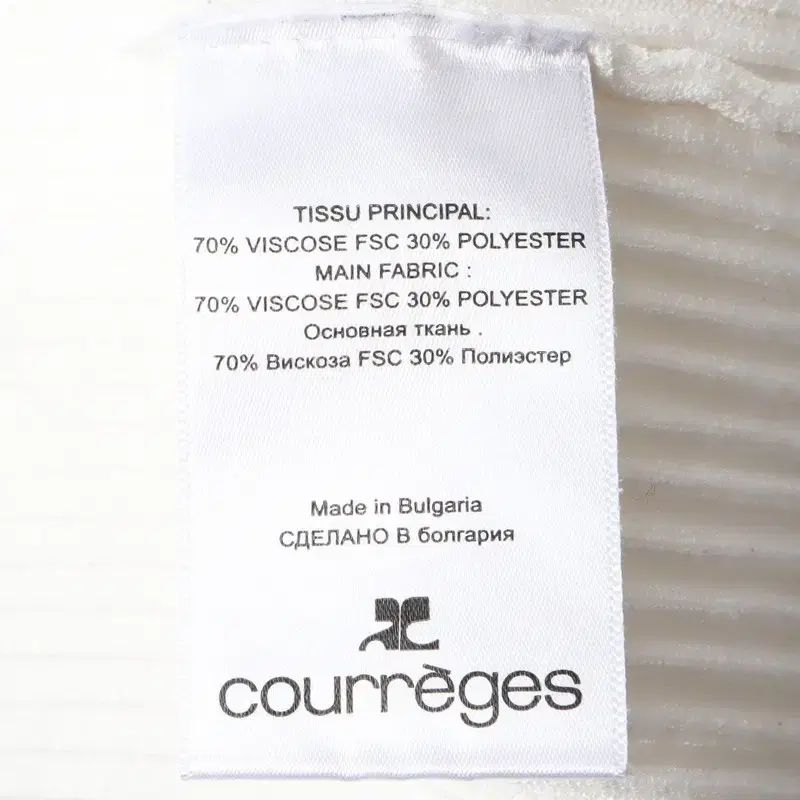 TISSU PRINCIPAL:
70% VISCOSE FSC 30% POLYESTER
MAIN FABRIC :
70% VISCOSE FSC 30% POLYESTER
Основная ткань .
70% Вискоза FSC 30% Полиэстер
Made in Bulgaria
СДЕЛАНО В болгария
courrèges